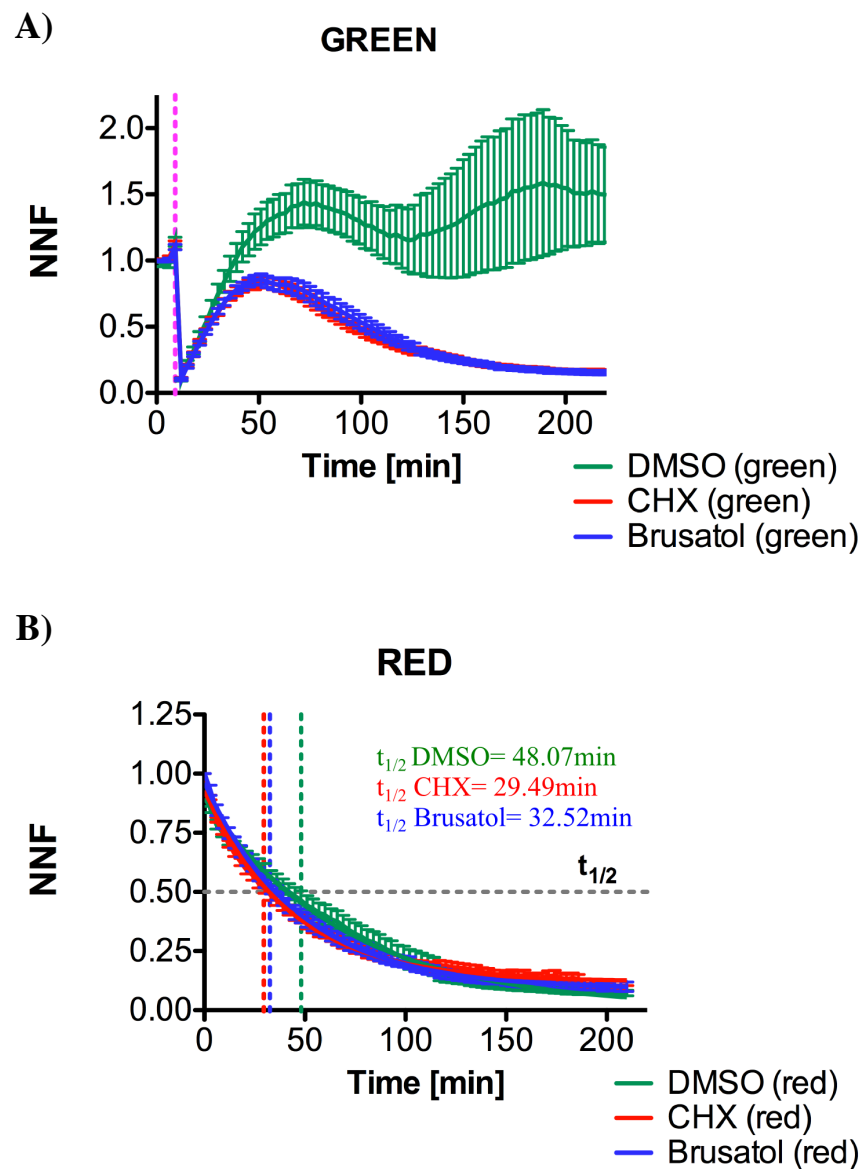 A)
GREEN
NNF
2.0
1.5
1.0
0.5
0.0
0 50 100 150 200
Time [min]
DMSO (green)
CHX (green)
Brusatol (green)
B)
RED
NNF
1.25
1.00
0.75
0.50
0.25
0.00
t1/2 DMSO= 48.07min
t1/2 CHX= 29.49min
t1/2 Brusatol= 32.52min
t1/2
0 50 100 150 200
Time [min]
DMSO (red)
CHX (red)
Brusatol (red)